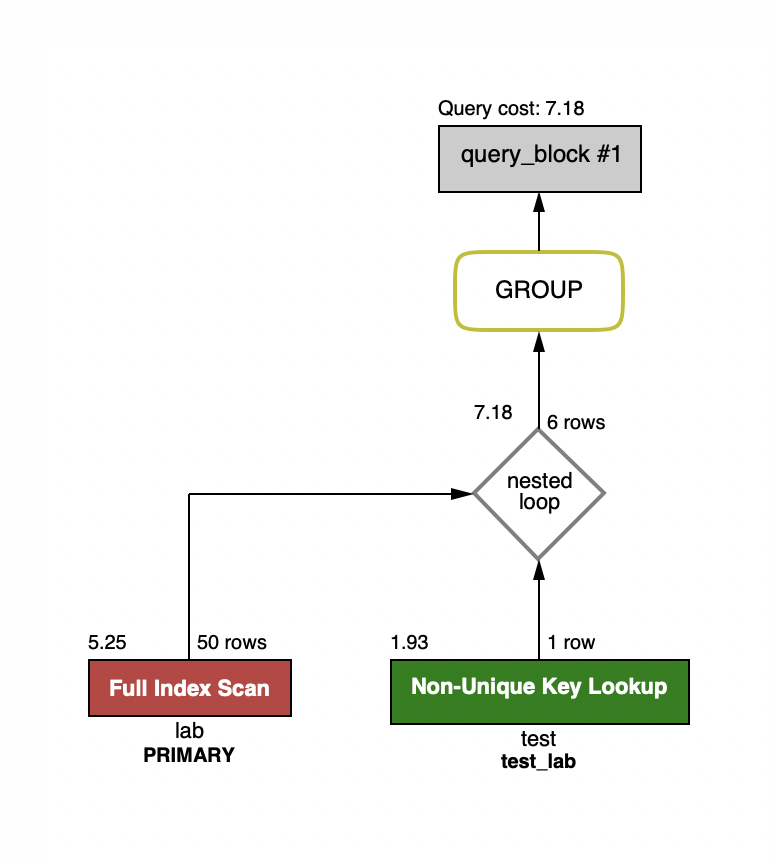 Query cost: 7.18
query_block #1
GROUP
7.18
6 rows
nested
loop
5.25
50 rows
1.93
1 row
Full Index Scan
Non-Unique Key Lookup
lab
PRIMARY
test
test_lab